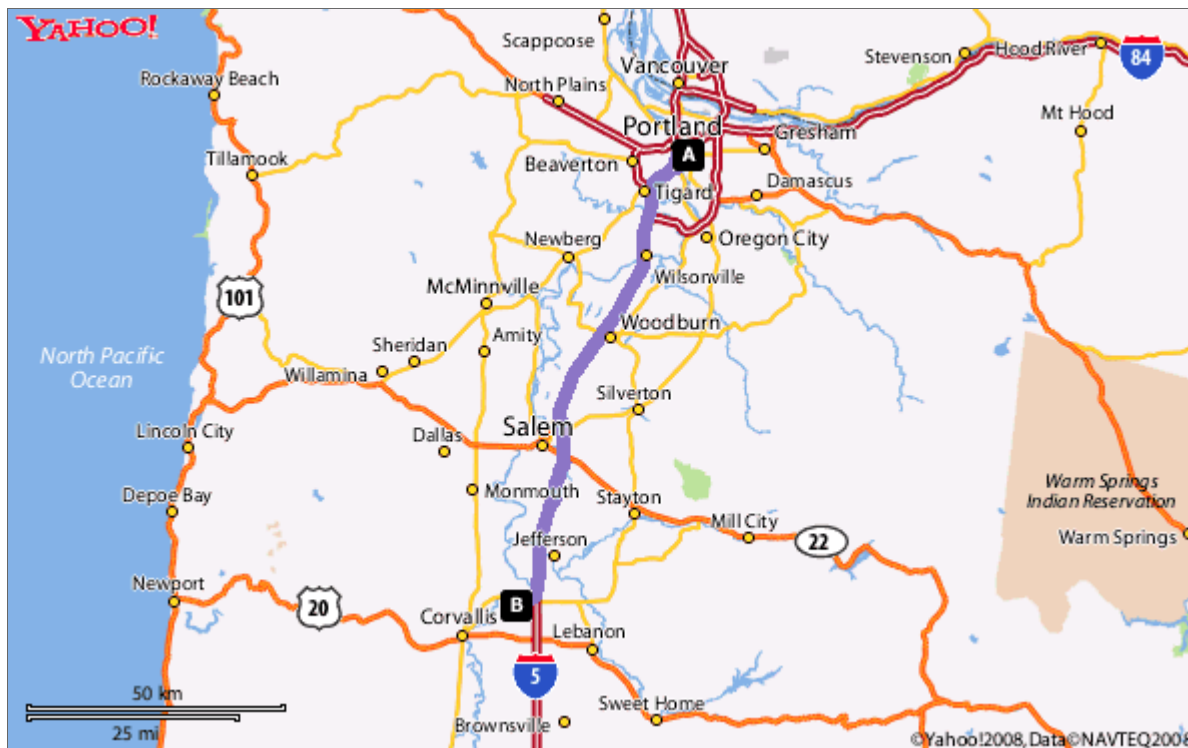 YAHOO!
Scappoose
Stevenson
Hood River
84
Vancouver
Rockaway Beach
North Plains
Mt Hood
Portland
Gresham
A
Tillamook
Beaverton
Tigard
Damascus
Newberg
Oregon City
Wilsonville
101
McMinnville
Woodburn
Amity
Sheridan
North Pacific
Ocean
Willamina
Silverton
Salem
Lincoln City
Dallas
Warm Springs
Indian Reservation
Depoe Bay
Monmouth
Stayton
Mill City
22
Jefferson
Warm Springs
Newport
20
B
Corvallis
Lebanon
5
50 km
Sweet Home
25 mi
Brownsville
©Yahoo!2008, Data©NAVTEQ2008